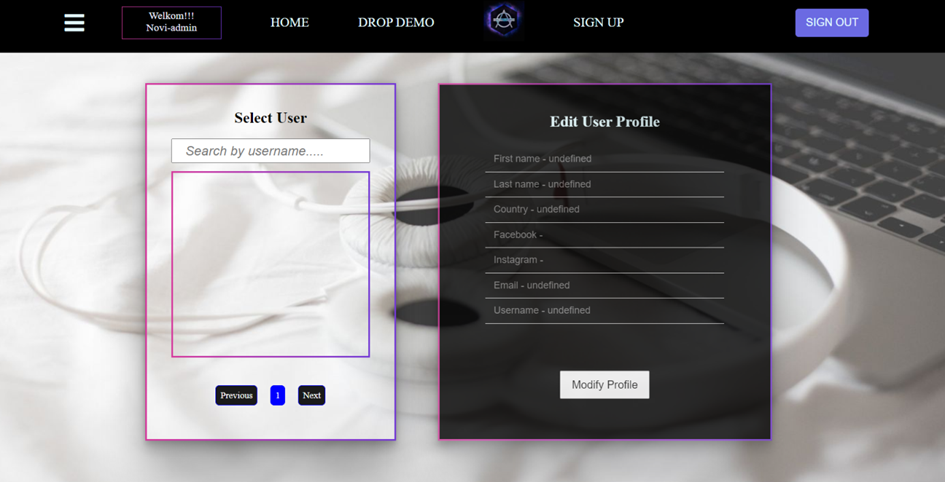 Welkom!!!
Novi-admin
HOME
DROP DEMO
SIGN UP
SIGN OUT
Select User
Search by username.....
Previous
1
Next
Edit User Profile
First name - undefined
Last name - undefined
Country - undefined
Facebook -
Instagram -
Email - undefined
Username - undefined
Modify Profile